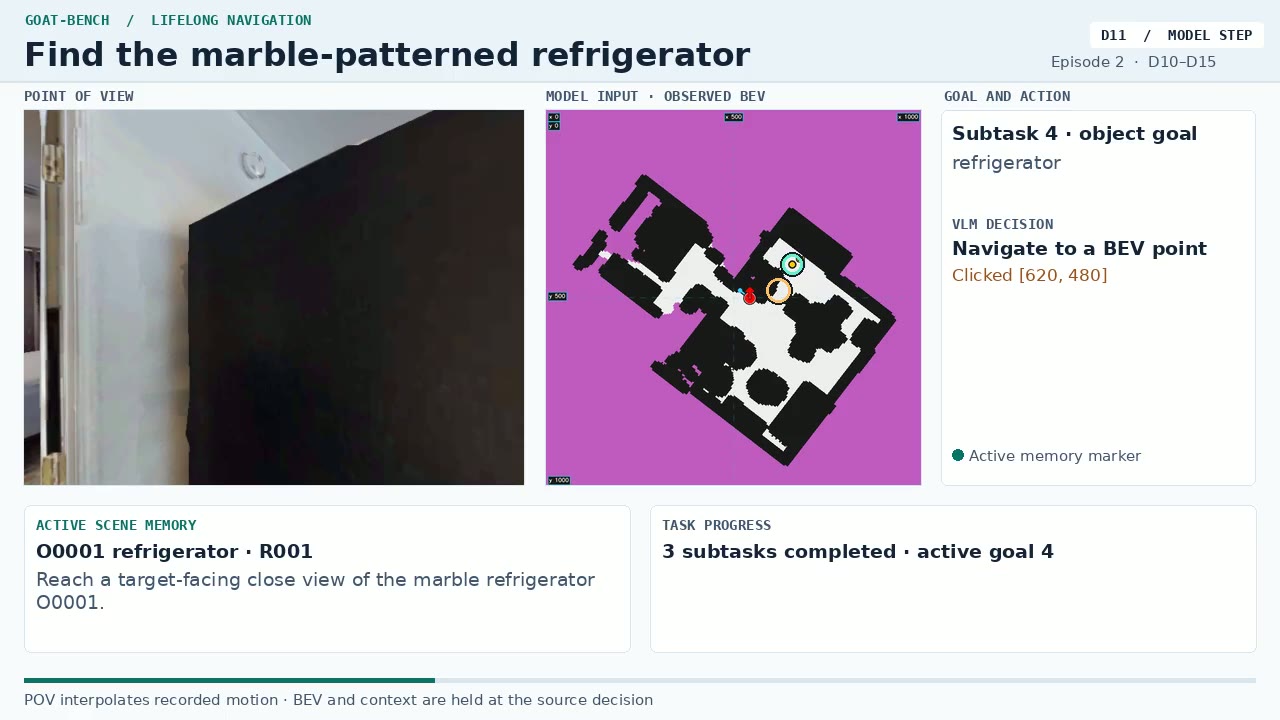 GOAT-BENCH / LIFELONG NAVIGATION
Find the marble-patterned refrigerator
D11 / MODEL STEP
Episode 2 · D10–D15
POINT OF VIEW
MODEL INPUT · OBSERVED BEV
GOAL AND ACTION
x 0
y 0
x 500
x 1000
y 500
y 1000
Subtask 4 · object goal
refrigerator
VLM DECISION
Navigate to a BEV point
Clicked [620, 480]
Active memory marker
ACTIVE SCENE MEMORY
O0001 refrigerator · R001
Reach a target-facing close view of the marble refrigerator
O0001.
TASK PROGRESS
3 subtasks completed · active goal 4
POV interpolates recorded motion · BEV and context are held at the source decision